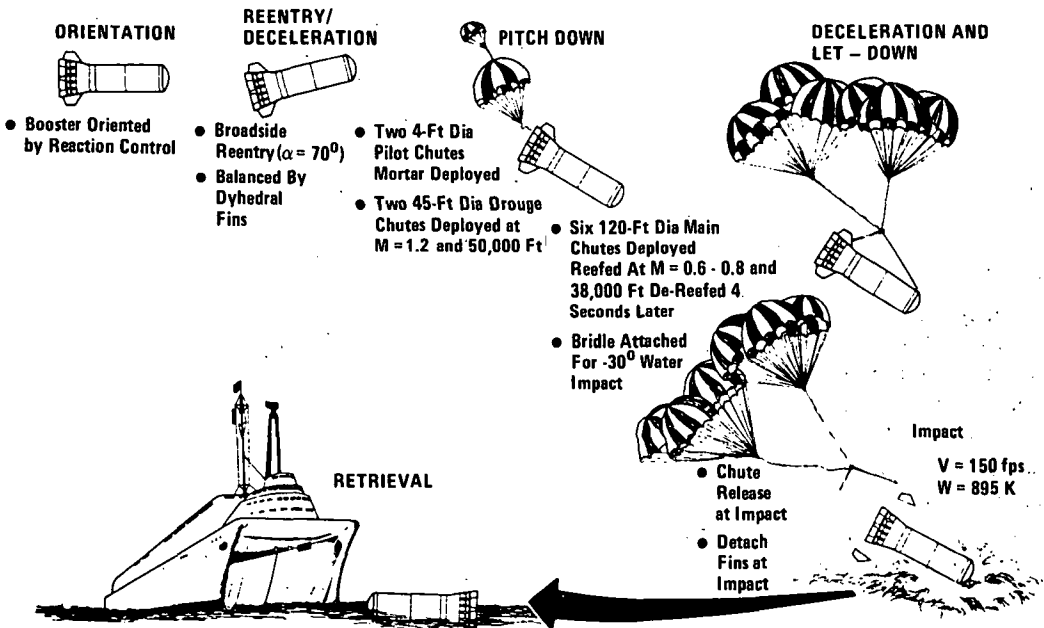 ORIENTATION
● Booster Oriented
by Reaction Control
REENTRY/
DECELERATION
● Broadside
Reentry (α = 70⁰)
● Balanced By
Dyhedral
Fins
PITCH DOWN
● Two 4-Ft Dia
Pilot Chutes
Mortar Deployed
● Two 45-Ft Dia Drouge
Chutes Deployed at
M = 1.2 and 50,000 Ft
DECELERATION AND
LET – DOWN
● Six 120-Ft Dia Main
Chutes Deployed
Reefed At M = 0.6 - 0.8 and
38,000 Ft De-Reefed 4
Seconds Later
● Bridle Attached
For -30⁰ Water
Impact
Impact
V = 150 fps
W = 895 K
● Chute
Release
at Impact
● Detach
Fins at
Impact
RETRIEVAL